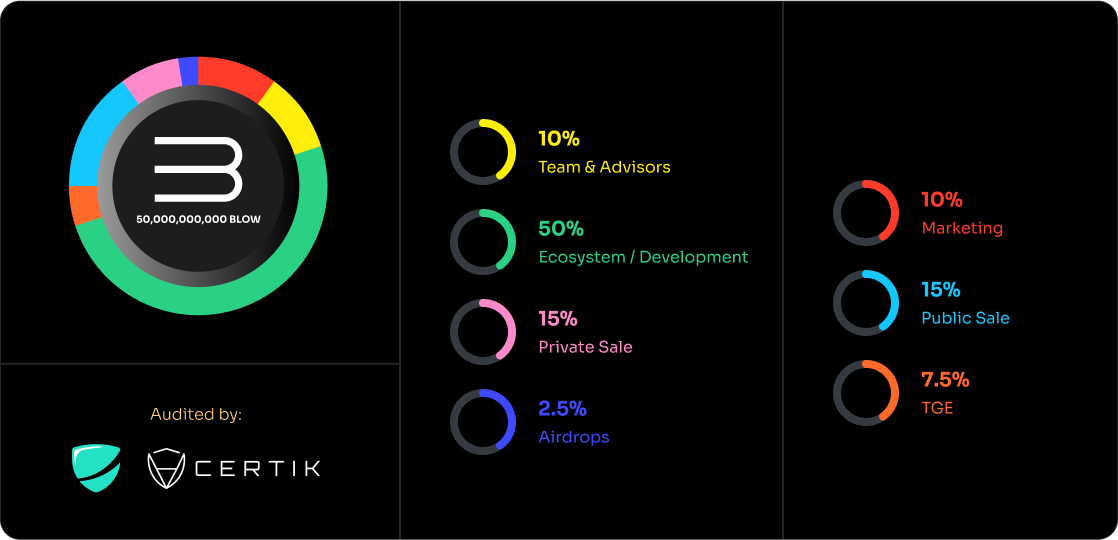 50,000,000,000 BLOW
Audited by:
CERTIK
10%
Team & Advisors
50%
Ecosystem / Development
15%
Private Sale
2.5%
Airdrops
10%
Marketing
15%
Public Sale
7.5%
TGE